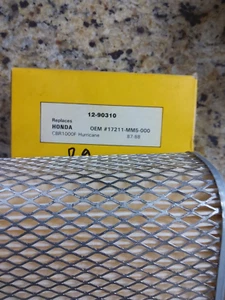 12-90310
Replaces
HONDA OEM #17211-MM5-000
CBR1000F Hurricane 87-88